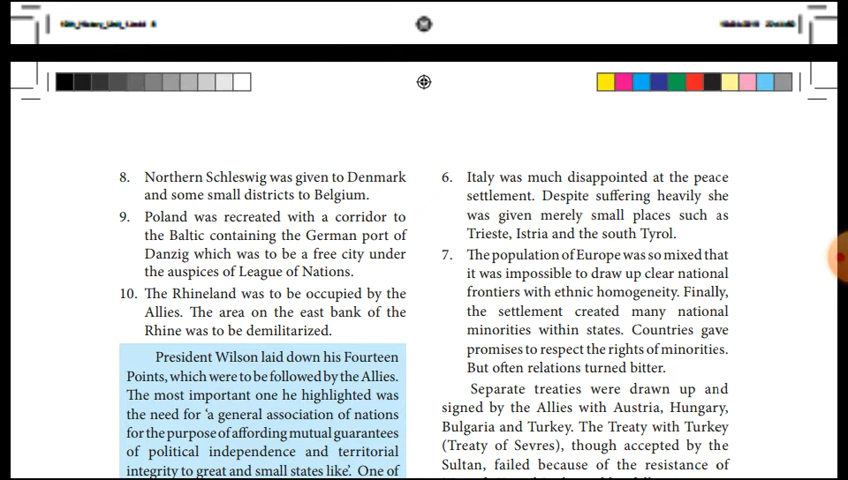 8. Northern Schleswig was given to Denmark
and some small districts to Belgium.
9. Poland was recreated with a corridor to
the Baltic containing the German port of
Danzig which was to be a free city under
the auspices of League of Nations.
10. The Rhineland was to be occupied by the
Allies. The area on the east bank of the
Rhine was to be demilitarized.
President Wilson laid down his Fourteen
Points, which were to be followed by the Allies.
The most important one he highlighted was
the need for ‘a general association of nations
for the purpose of affording mutual guarantees
of political independence and territorial
integrity to great and small states like’. One of
6. Italy was much disappointed at the peace
settlement. Despite suffering heavily she
was given merely small places such as
Trieste, Istria and the south Tyrol.
7. The population of Europe was so mixed that
it was impossible to draw up clear national
frontiers with ethnic homogeneity. Finally,
the settlement created many national
minorities within states. Countries gave
promises to respect the rights of minorities.
But often relations turned bitter.
Separate treaties were drawn up and
signed by the Allies with Austria, Hungary,
Bulgaria and Turkey. The Treaty with Turkey
(Treaty of Sevres), though accepted by the
Sultan, failed because of the resistance of